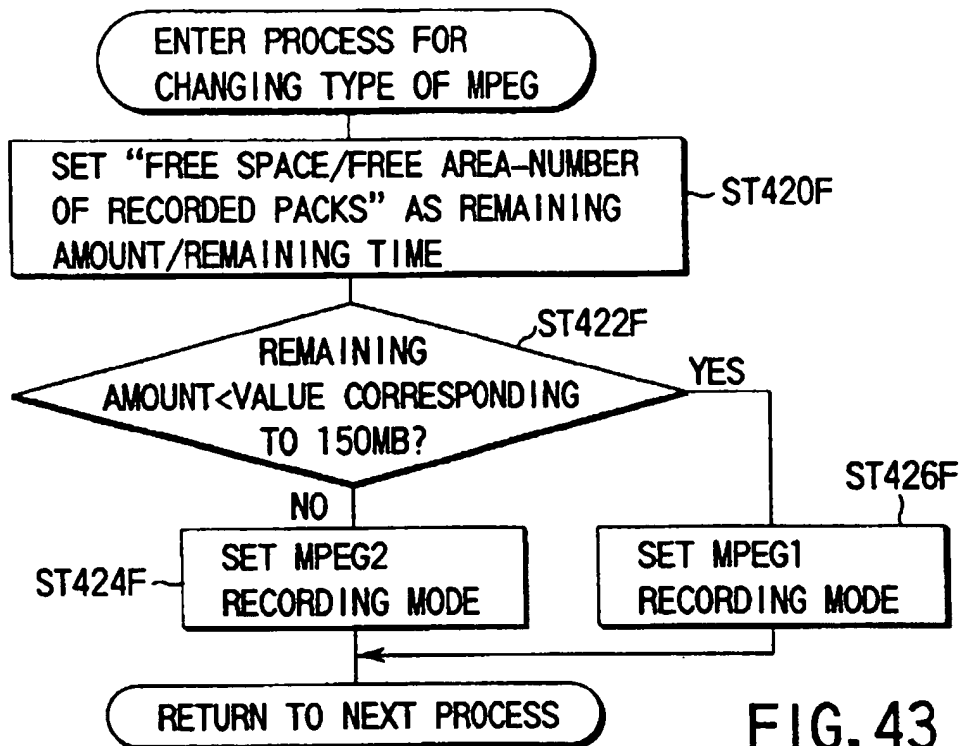 ENTER PROCESS FOR
CHANGING TYPE OF MPEG
SET “FREE SPACE/FREE AREA–NUMBER
OF RECORDED PACKS” AS REMAINING
AMOUNT/REMAINING TIME
ST420F
ST422F
REMAINING
AMOUNT<VALUE CORRESPONDING
TO 150MB?
YES
NO
ST426F
ST424F
SET MPEG2
RECORDING MODE
SET MPEG1
RECORDING MODE
RETURN TO NEXT PROCESS
FIG. 43